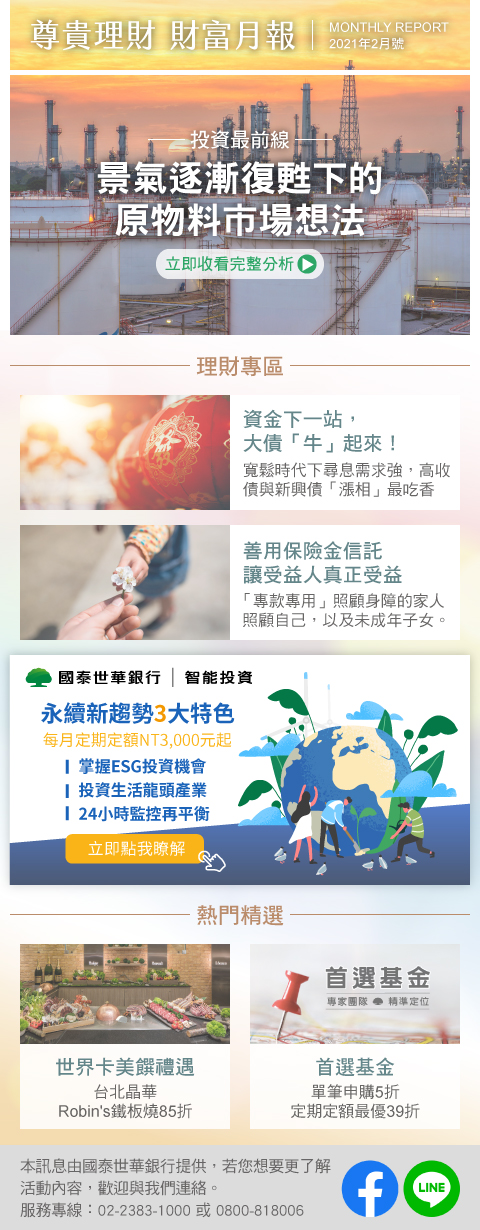 尊貴理財 財富月報
MONTHLY REPORT
2021年2月號
投資最前線
景氣逐漸復甦下的
原物料市場想法
立即收看完整分析
理財專區
資金下一站，
大債「牛」起來！
寬鬆時代下尋息需求強，高收
債與新興債「漲相」最吃香
善用保險金信託
讓受益人真正受益
「專款專用」照顧身障的家人
照顧自己，以及未成年子女。
國泰世華銀行｜智能投資
永續新趨勢3大特色
每月定期定額NT3,000元起
掌握ESG投資機會
投資生活龍頭產業
24小時監控再平衡
立即點我瞭解
熱門精選
首選基金
專家團隊 精準定位
世界卡美饌禮遇
台北晶華
Robin's鐵板燒85折
首選基金
單筆申購5折
定期定額最優39折
本訊息由國泰世華銀行提供，若您想要更了解
活動內容，歡迎與我們連絡。
服務專線：02-2383-1000 或 0800-818006
LINE